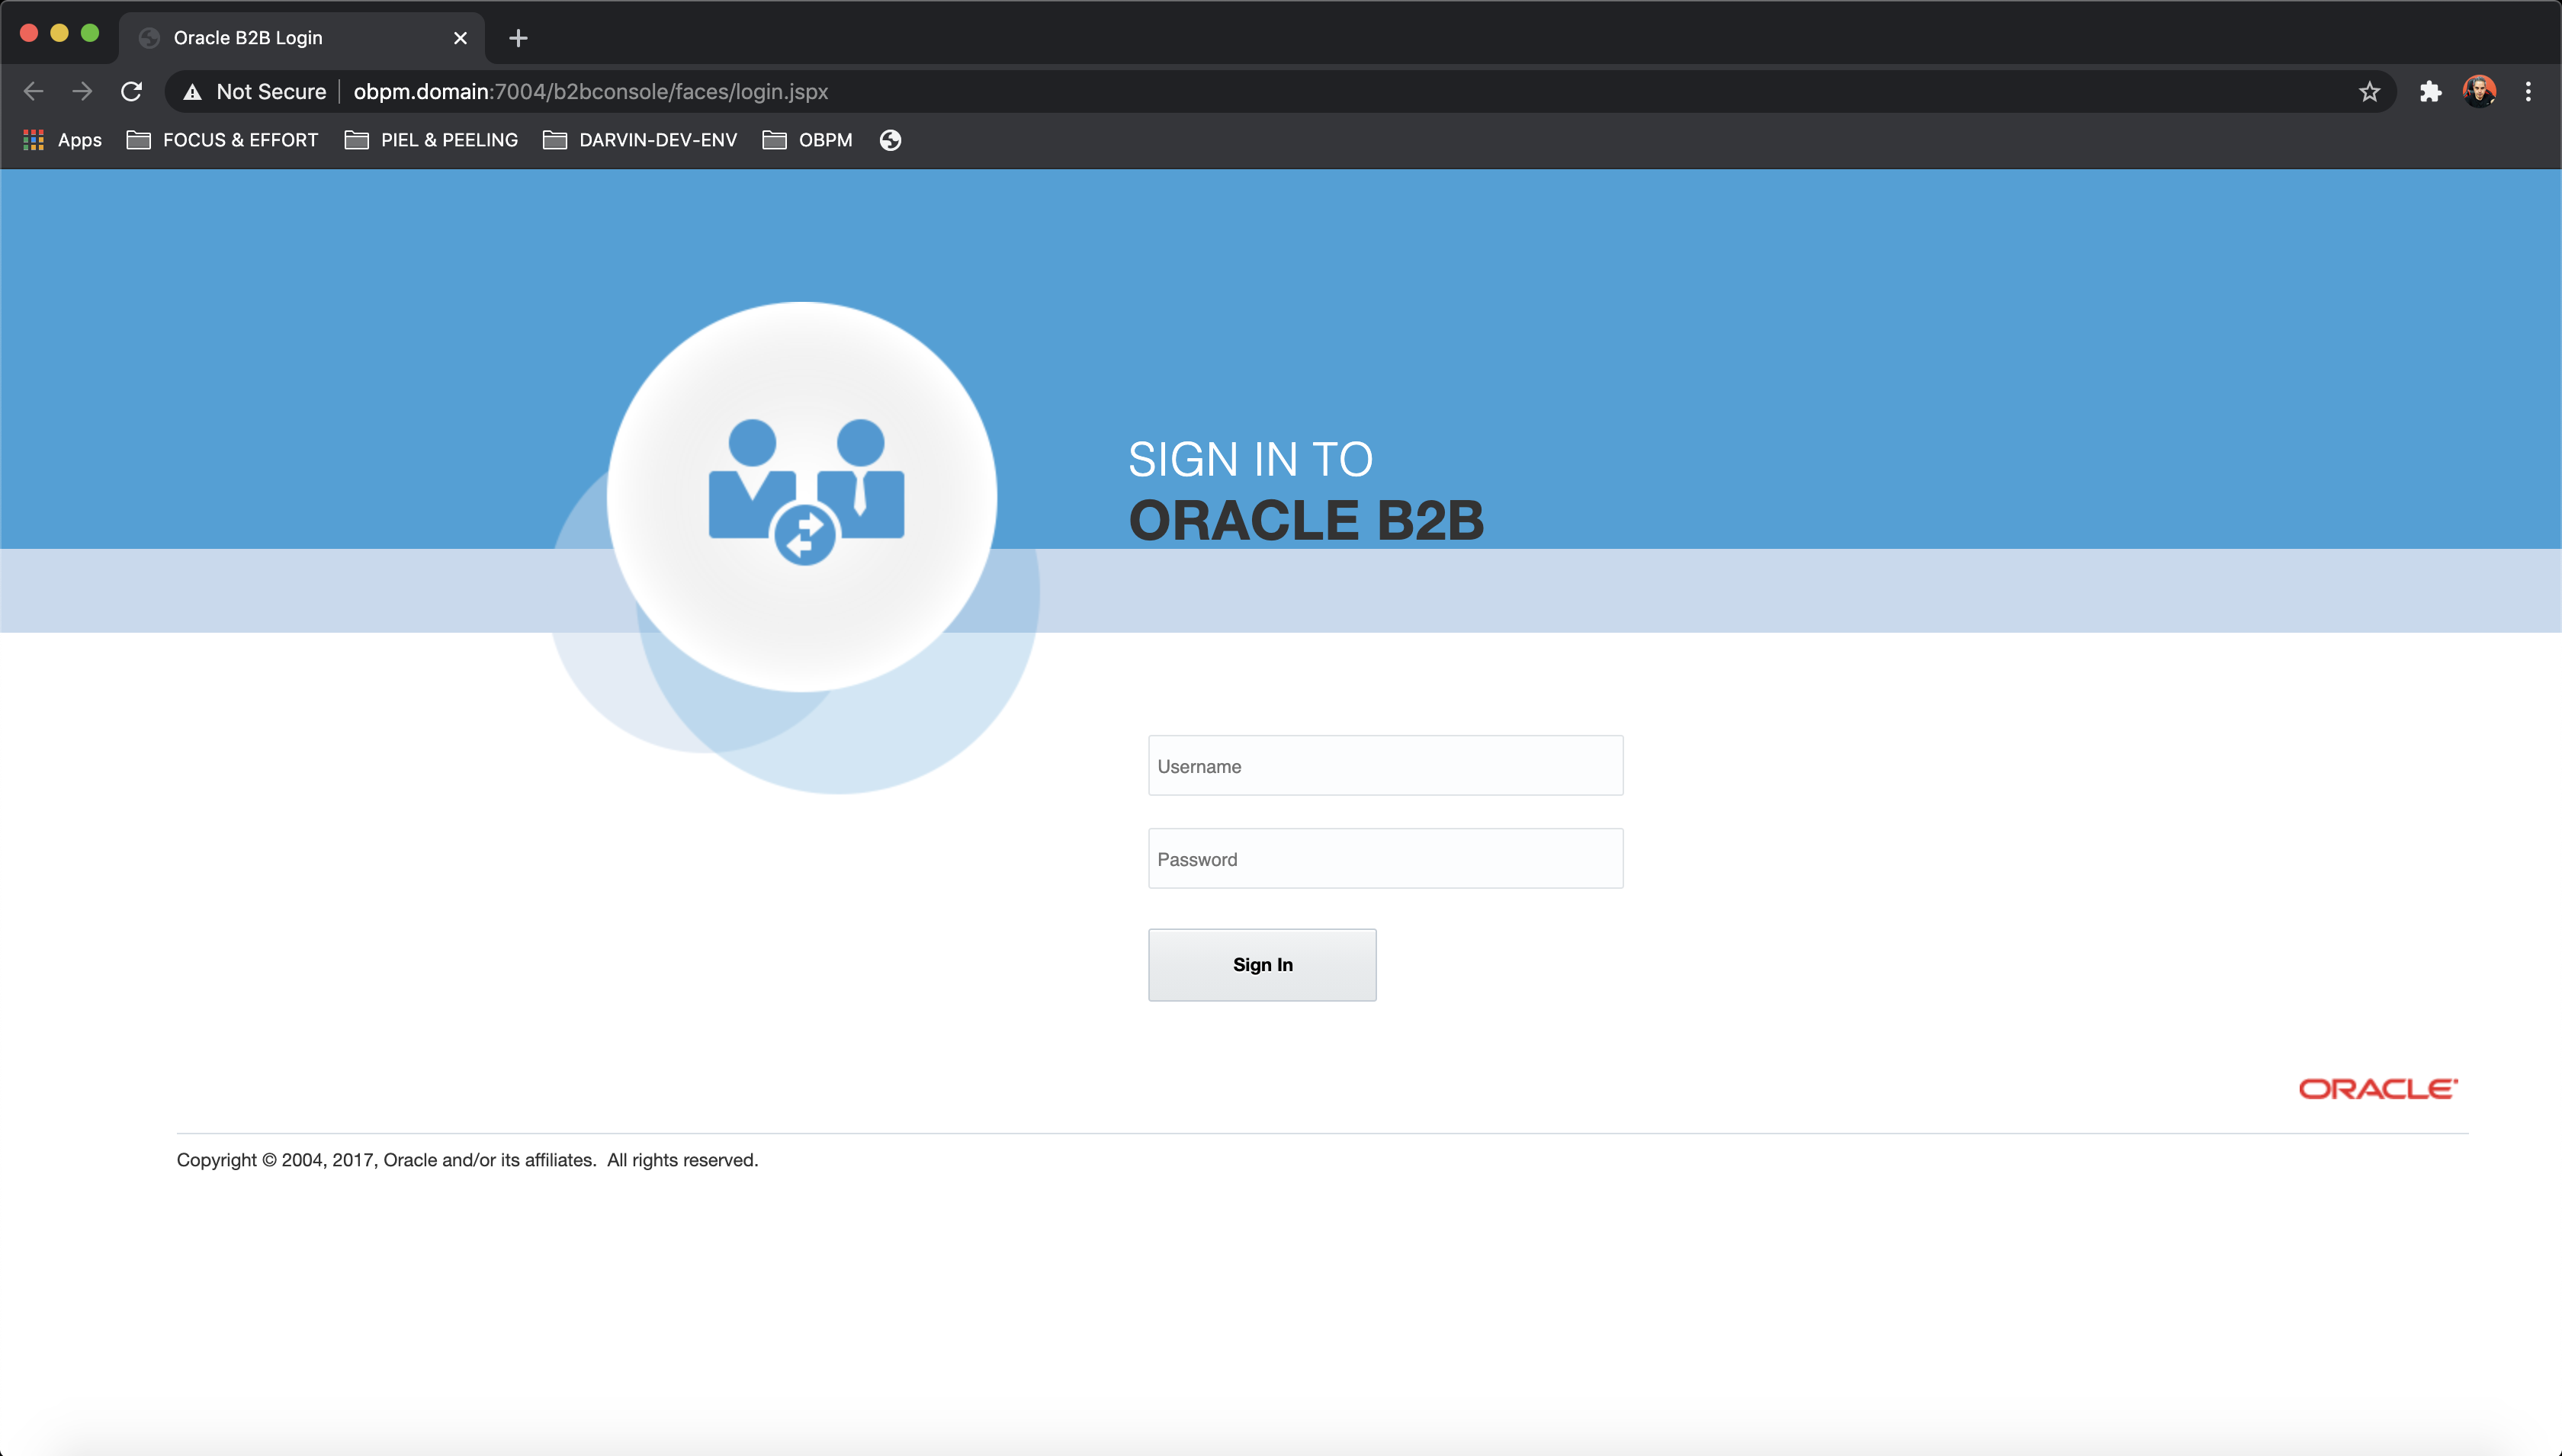 Oracle B2B Login
Not Secure obpm.domain:7004/b2bconsole/faces/login.jspx
Apps FOCUS & EFFORT PIEL & PEELING DARVIN-DEV-ENV OBPM
SIGN IN TO
ORACLE B2B
Username
Password
Sign In
ORACLE
Copyright © 2004, 2017, Oracle and/or its affiliates. All rights reserved.